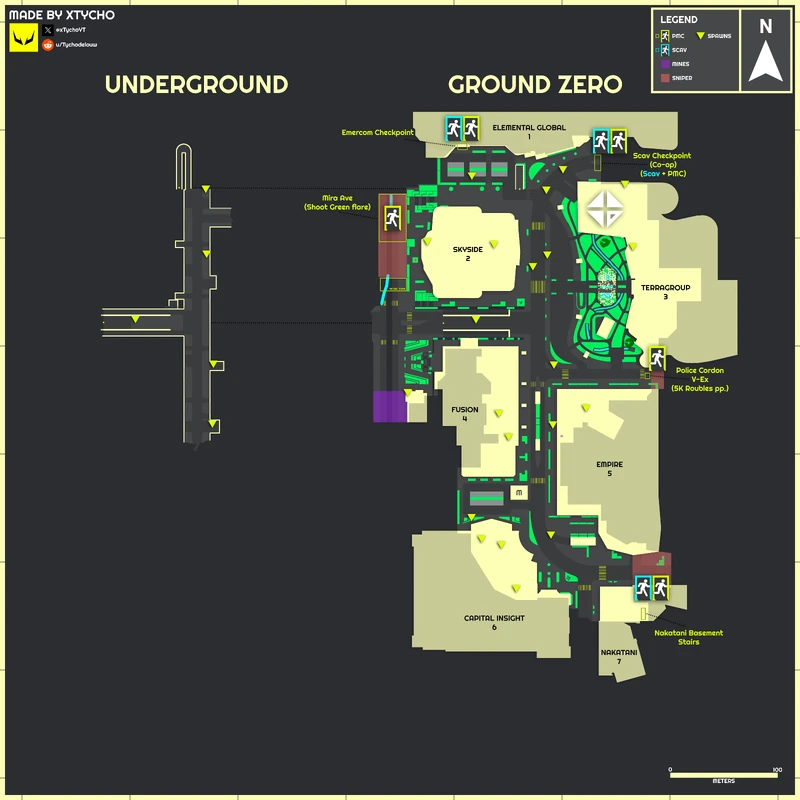 MADE BY XTYCHO
@xTychoVT
u/Tychodelouw
LEGEND
PMC
SPAWNS
SCAV
MINES
SNIPER
N
UNDERGROUND
GROUND ZERO
Emercom Checkpoint
ELEMENTAL GLOBAL
1
Scav Checkpoint
(Co-op)
(Scav + PMC)
Mira Ave
(Shoot Green flare)
SKYSIDE
2
TERRAGROUP
3
Police Cordon
V-Ex
(5K Roubles pp.)
FUSION
4
EMPIRE
5
M
CAPITAL INSIGHT
6
Nakatani Basement
Stairs
NAKATANI
7
0
100
METERS